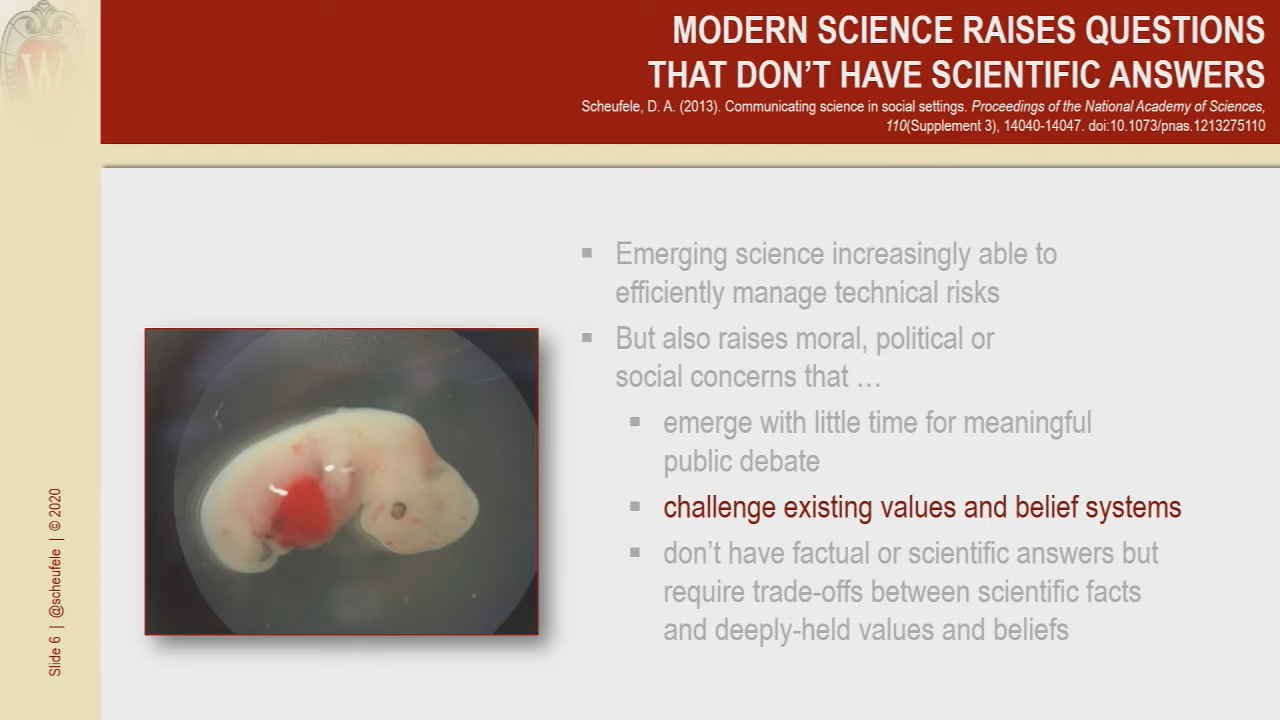 MODERN SCIENCE RAISES QUESTIONS
THAT DON'T HAVE SCIENTIFIC ANSWERS
Scheufele, D. A. (2013). Communicating science in social settings. Proceedings of the National Academy of Sciences,
110(Supplement 3), 14040-14047. doi:10.1073/pnas.1213275110
W
▪ Emerging science increasingly able to
efficiently manage technical risks
▪ But also raises moral, political or
social concerns that …
▪ emerge with little time for meaningful
public debate
▪ challenge existing values and belief systems
▪ don't have factual or scientific answers but
require trade-offs between scientific facts
and deeply-held values and beliefs
Slide 6 | @scheufele | © 2020